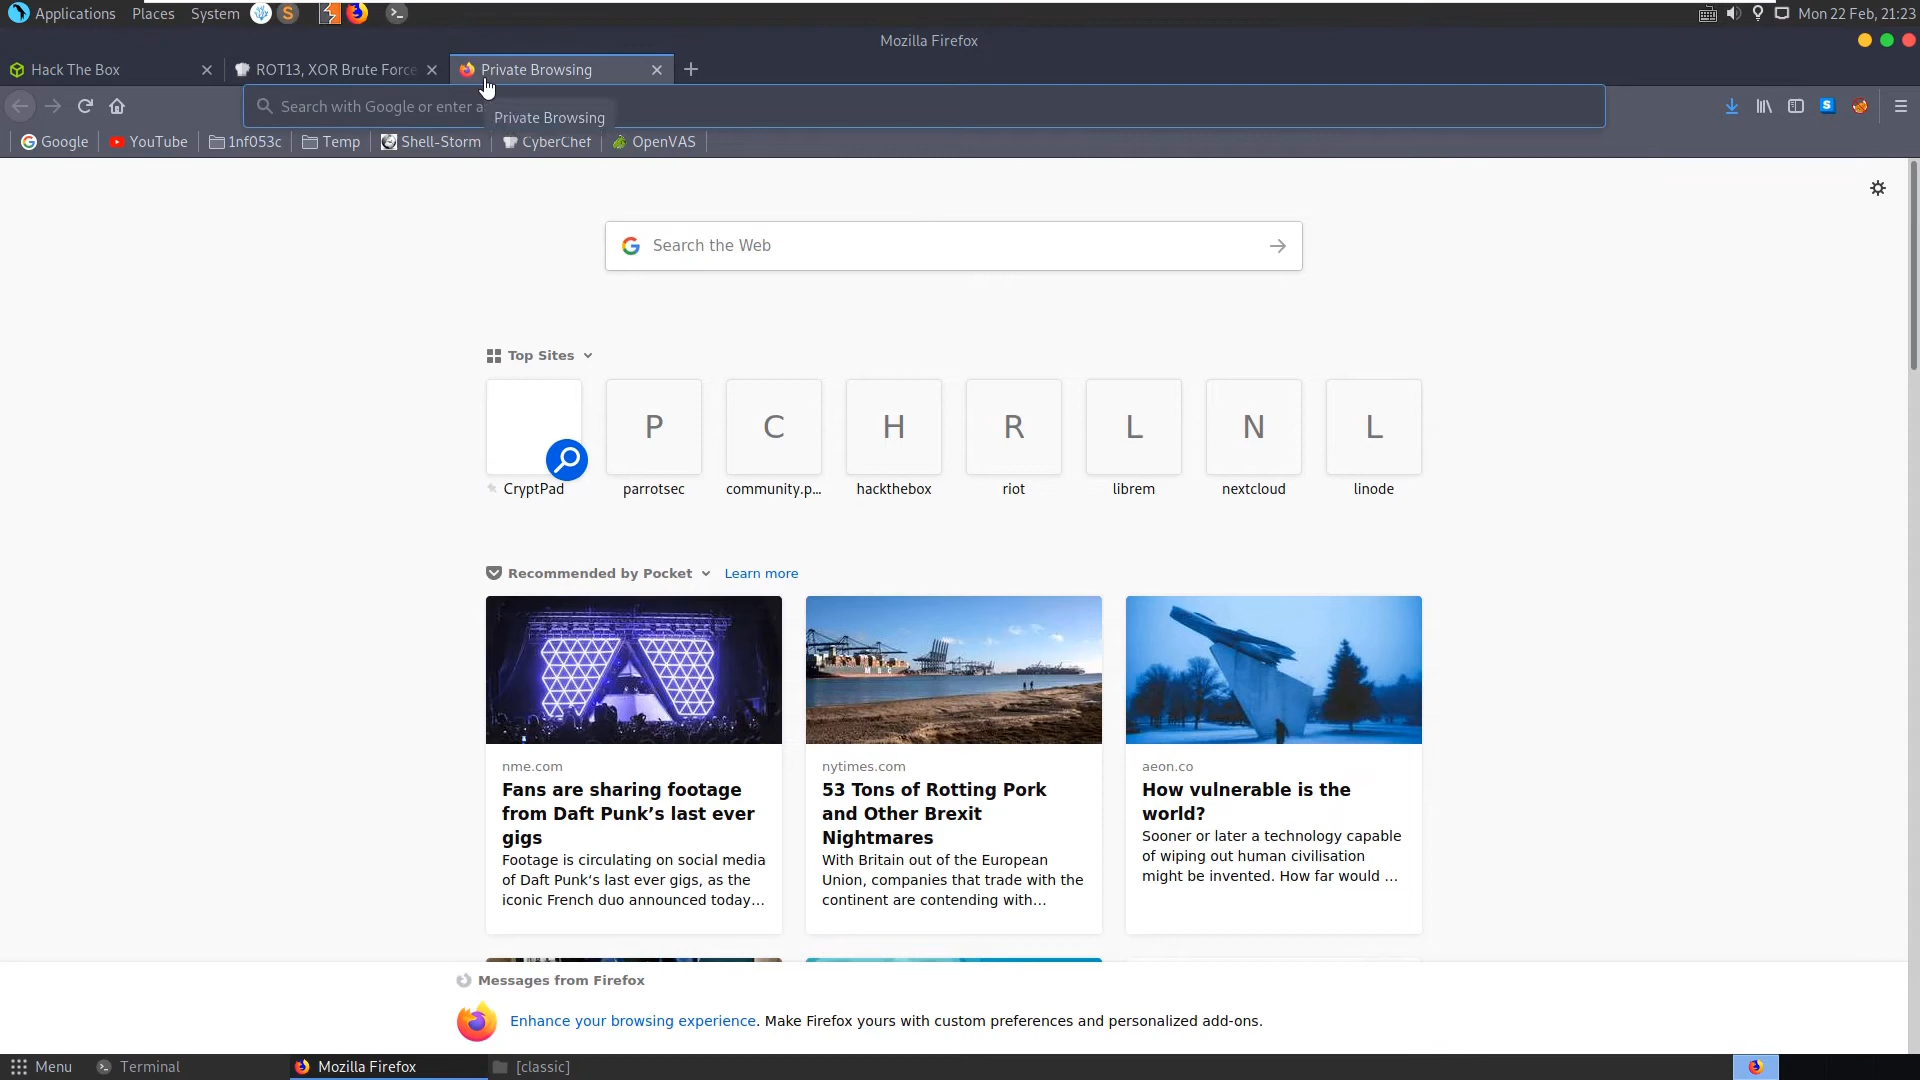 Applications Places System
Mon 22 Feb, 21:23
Mozilla Firefox
Hack The Box
ROT13, XOR Brute Force
Private Browsing
Search with Google or enter a
Private Browsing
Google
YouTube
1nf053c
Temp
Shell-Storm
CyberChef
OpenVAS
Search the Web
Top Sites
P C H R L N L
CryptPad parrotsec community.p... hackthebox riot librem nextcloud linode
Recommended by Pocket Learn more
nme.com
Fans are sharing footage
from Daft Punk’s last ever
gigs
Footage is circulating on social media
of Daft Punk‘s last ever gigs, as the
iconic French duo announced today…
nytimes.com
53 Tons of Rotting Pork
and Other Brexit
Nightmares
With Britain out of the European
Union, companies that trade with the
continent are contending with…
aeon.co
How vulnerable is the
world?
Sooner or later a technology capable
of wiping out human civilisation
might be invented. How far would …
Messages from Firefox
Enhance your browsing experience. Make Firefox yours with custom preferences and personalized add-ons.
Menu
Terminal
Mozilla Firefox
[classic]